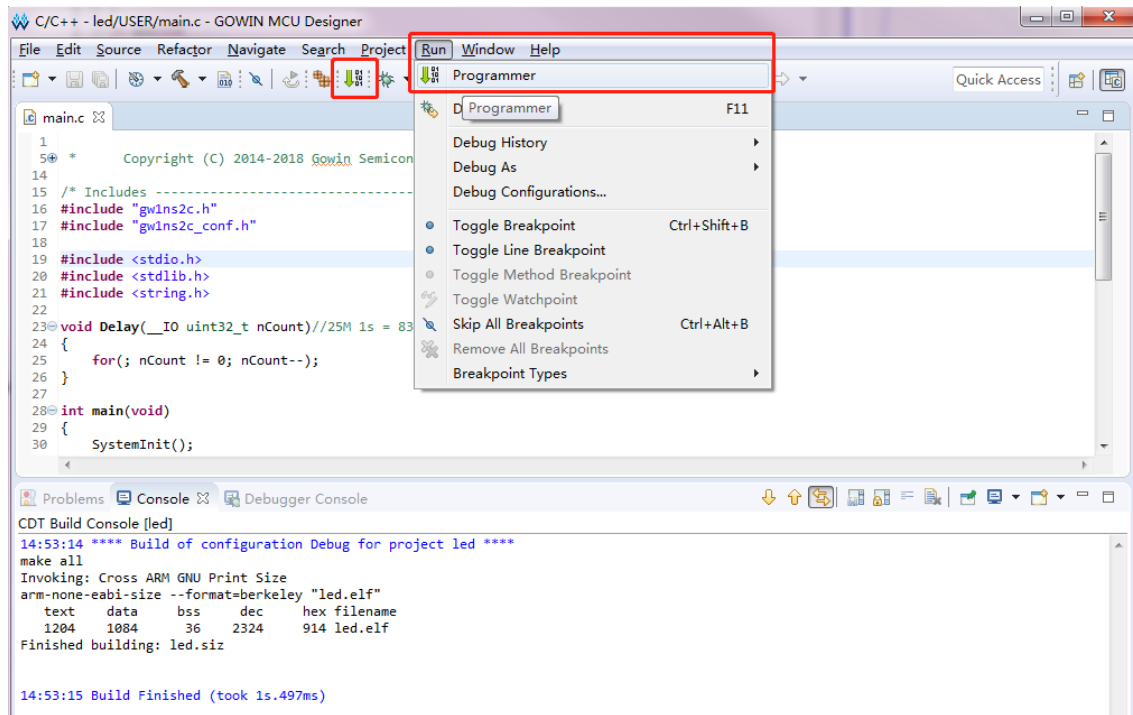 C/C++ - led/USER/main.c - GOWIN MCU Designer
File Edit Source Refactor Navigate Search Project Run Window Help
Quick Access
Programmer
D
Programmer
F11
Debug History
Debug As
Debug Configurations...
Toggle Breakpoint Ctrl+Shift+B
Toggle Line Breakpoint
Toggle Method Breakpoint
Toggle Watchpoint
Skip All Breakpoints Ctrl+Alt+B
Remove All Breakpoints
Breakpoint Types
main.c
1
5 * Copyright (C) 2014-2018 Gowin Semicon
14
15 /* Includes ---------------------------------
16 #include "gw1ns2c.h"
17 #include "gw1ns2c_conf.h"
18
19 #include <stdio.h>
20 #include <stdlib.h>
21 #include <string.h>
22
23 void Delay(__IO uint32_t nCount)//25M 1s = 83
24 {
25 for(; nCount != 0; nCount--);
26 }
27
28 int main(void)
29 {
30 SystemInit();
Problems Console Debugger Console
CDT Build Console [led]
14:53:14 **** Build of configuration Debug for project led ****
make all
Invoking: Cross ARM GNU Print Size
arm-none-eabi-size --format=berkeley "led.elf"
text data bss dec hex filename
1204 1084 36 2324 914 led.elf
Finished building: led.siz
14:53:15 Build Finished (took 1s.497ms)